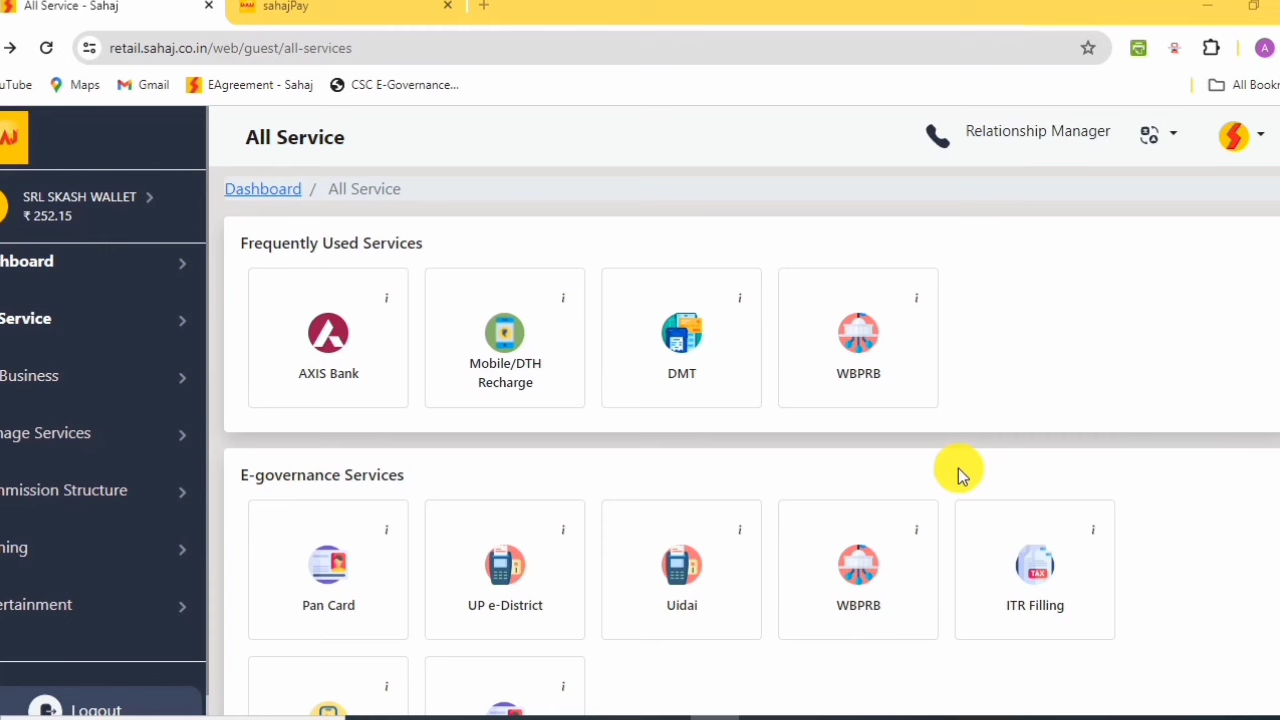 All Service - Sahaj
sahajPay
retail.sahaj.co.in/web/guest/all-services
uTube
Maps
Gmail
EAgreement - Sahaj
CSC E-Governance...
All Bookr
All Service
Relationship Manager
SRL SKASH WALLET
₹ 252.15
Dashboard / All Service
hboard
Service
Business
nage Services
mmission Structure
ning
ertainment
Logout
Frequently Used Services
AXIS Bank
Mobile/DTH
Recharge
DMT
WBPRB
E-governance Services
Pan Card
UP e-District
Uidai
WBPRB
ITR Filling